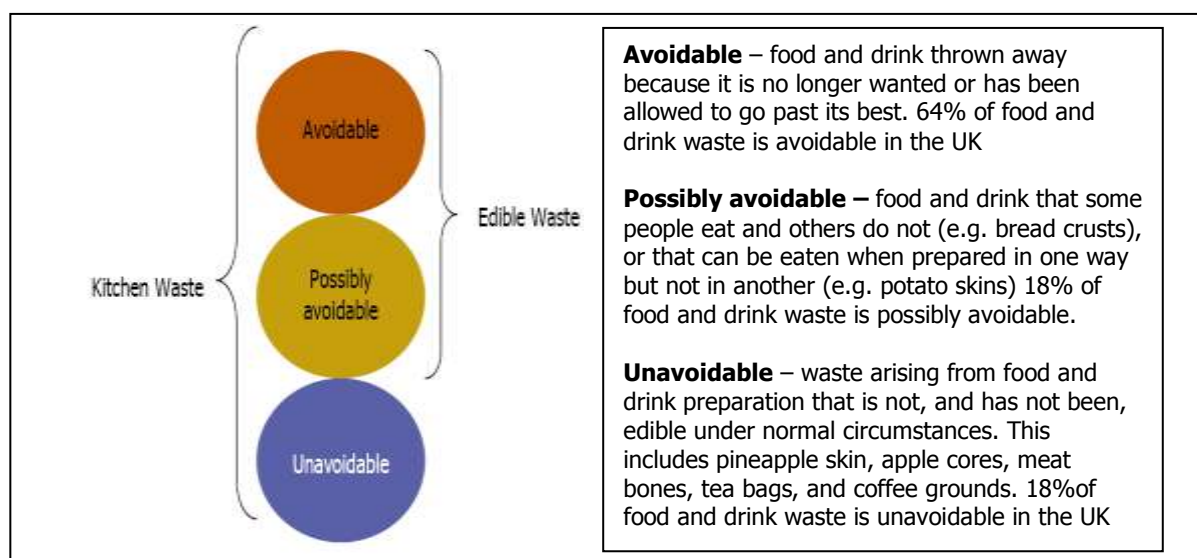 Avoidable
Possibly
avoidable
Unavoidable
Kitchen Waste
Edible Waste
Avoidable – food and drink thrown away
because it is no longer wanted or has been
allowed to go past its best. 64% of food and
drink waste is avoidable in the UK
Possibly avoidable – food and drink that some
people eat and others do not (e.g. bread crusts),
or that can be eaten when prepared in one way
but not in another (e.g. potato skins) 18% of
food and drink waste is possibly avoidable.
Unavoidable – waste arising from food and
drink preparation that is not, and has not been,
edible under normal circumstances. This
includes pineapple skin, apple cores, meat
bones, tea bags, and coffee grounds. 18%of
food and drink waste is unavoidable in the UK